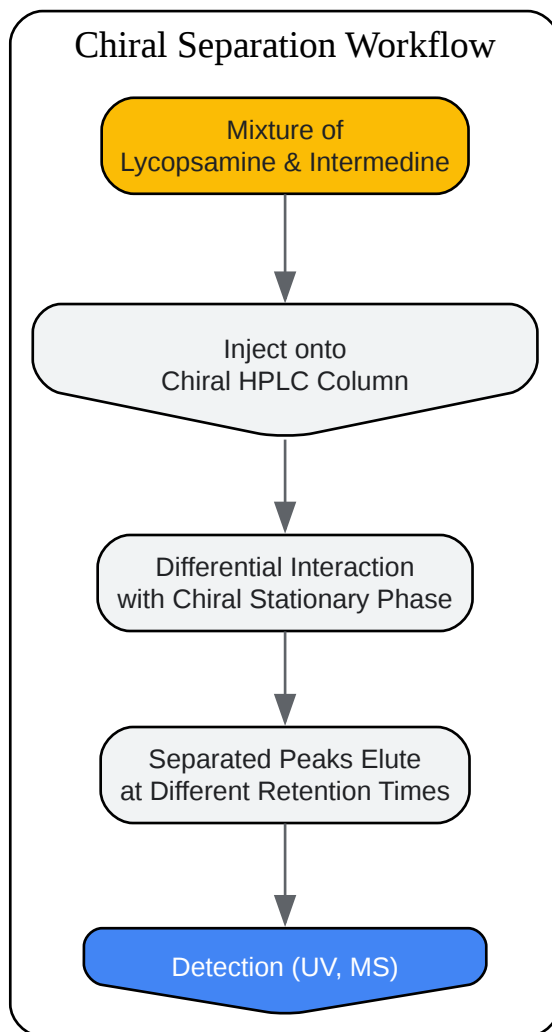 Chiral Separation Workflow
Mixture of
Lycopsamine & Intermedine
Inject onto
Chiral HPLC Column
Differential Interaction
with Chiral Stationary Phase
Separated Peaks Elute
at Different Retention Times
Detection (UV, MS)